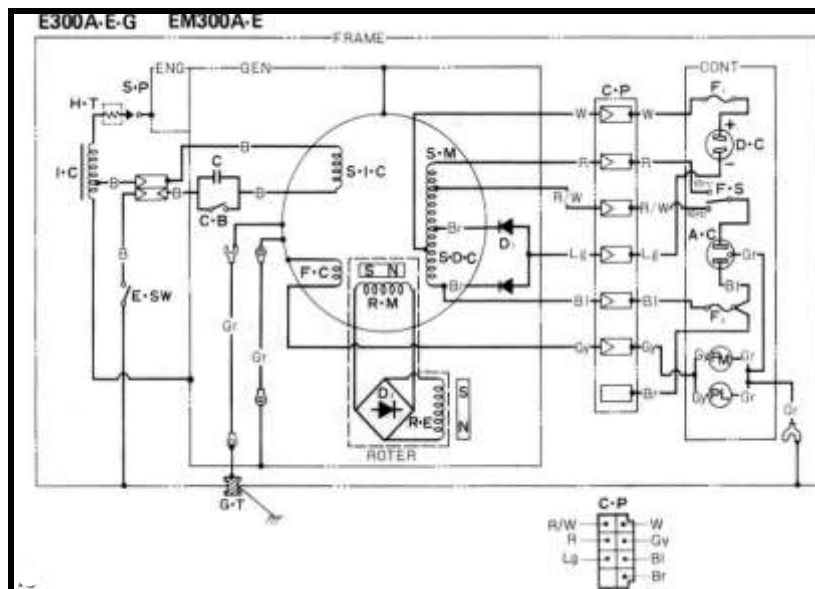 E300A·E·G EM300A·E
FRAME
ENG GEN
CONT
S·P
H·T
C·P
F₁
W W
+
D·C
−
I·C
B
C
S·I·C
S·M
R R
F·S
B B B
C·B
R/W R/W
A·C
Br
D₁
S·D·C
Lg Lg
Gr
B
F·C
S N
R·M
Br
Bl Bl
Bl
E·SW
F₂
Gr Gr
Gy Gy
Gr
FM
D₂
S
Br
Gy PL Gr
R·E
N
Gr
ROTER
G·T
C·P
R/W W
R Gy
Lg Bl
Br